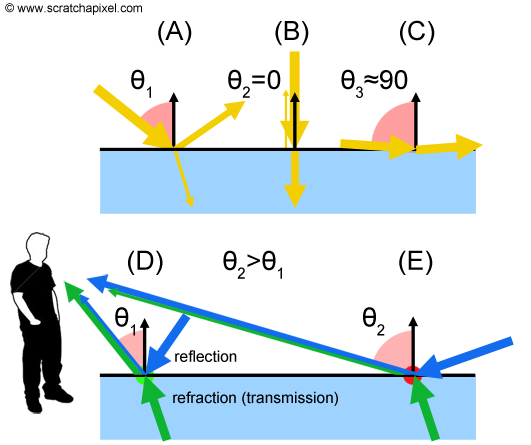 © www.scratchapixel.com
(A)
(B)
(C)
θ1
θ2=0
θ3≈90
(D)
θ2>θ1
(E)
θ1
θ2
reflection
refraction (transmission)